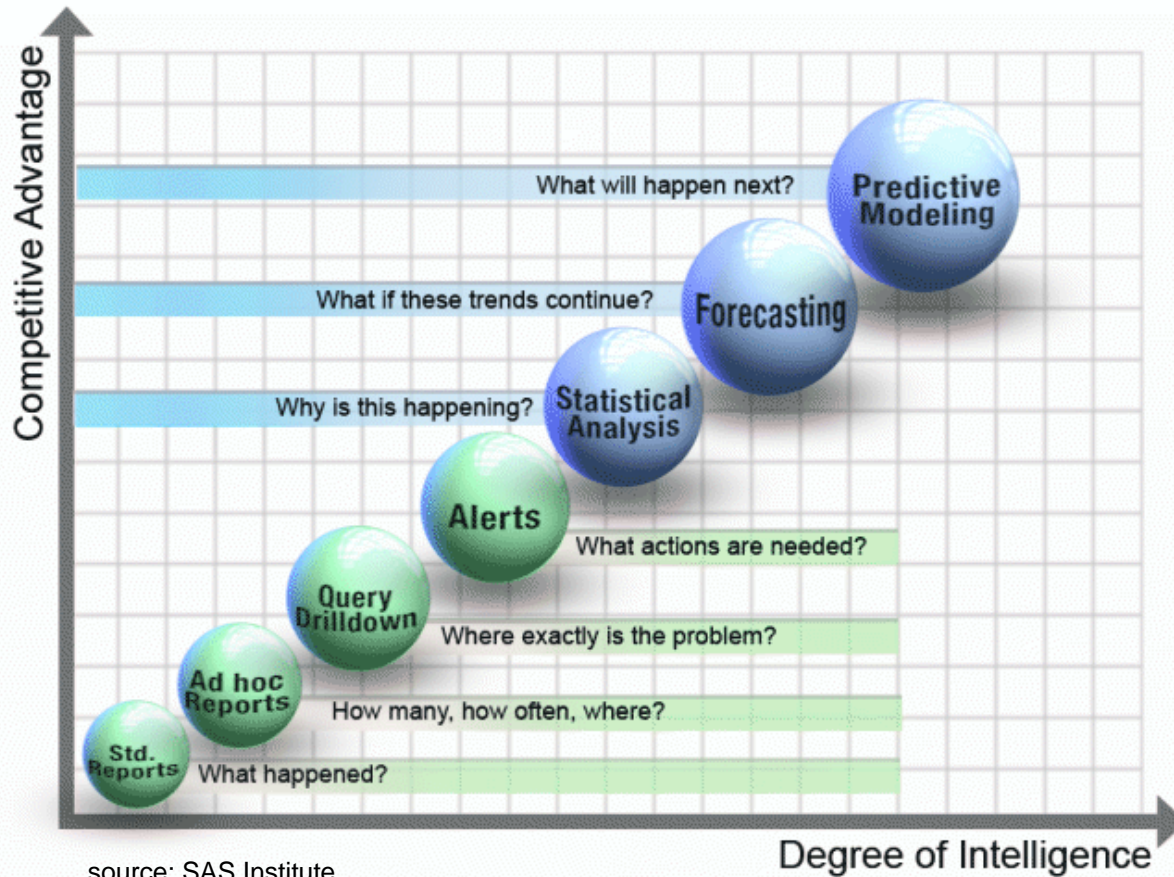 Competitive Advantage
What will happen next?
Predictive
Modeling
What if these trends continue?
Forecasting
Why is this happening?
Statistical
Analysis
Alerts
What actions are needed?
Query
Drilldown
Where exactly is the problem?
Ad hoc
Reports
How many, how often, where?
Std.
Reports
What happened?
Degree of Intelligence
source: SAS Institute